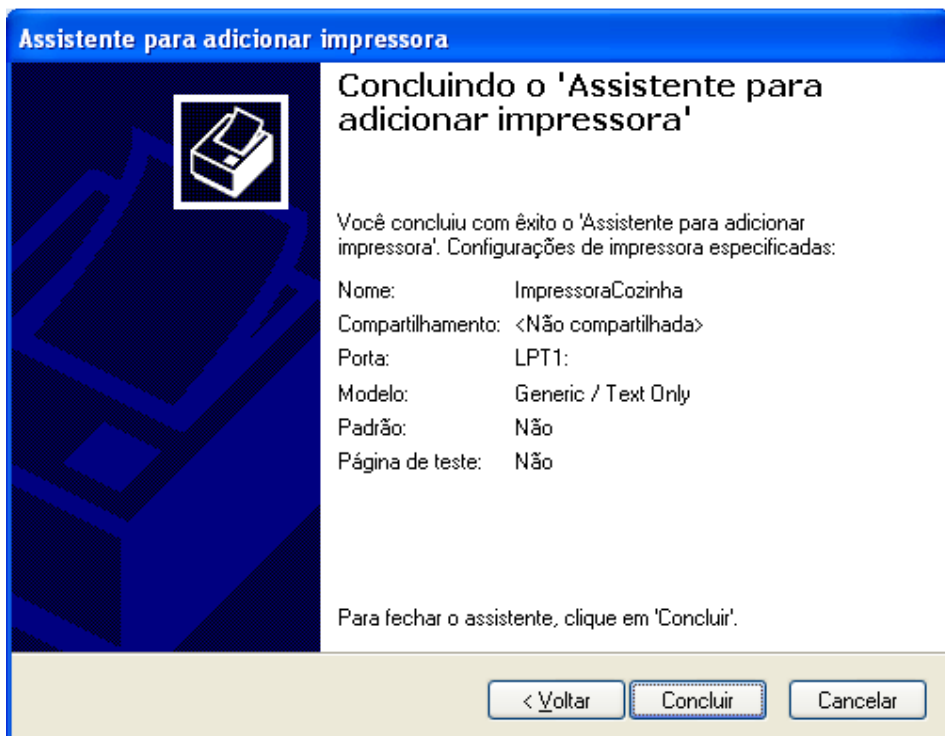 Assistente para adicionar impressora
Concluindo o 'Assistente para
adicionar impressora'
Você concluiu com êxito o 'Assistente para adicionar
impressora'. Configurações de impressora especificadas:
Nome: ImpressoraCozinha
Compartilhamento: <Não compartilhada>
Porta: LPT1:
Modelo: Generic / Text Only
Padrão: Não
Página de teste: Não
Para fechar o assistente, clique em 'Concluir'.
< Voltar Concluir Cancelar